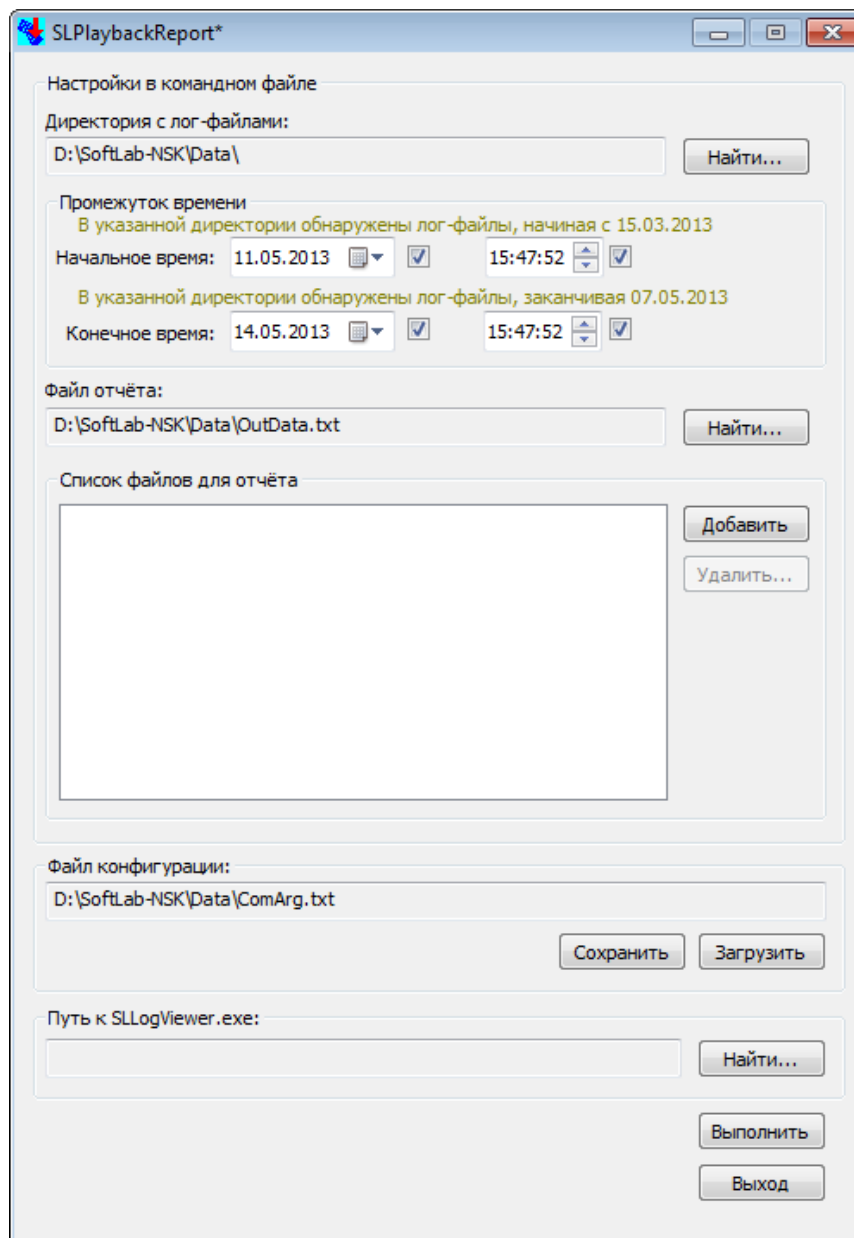 SLPlaybackReport*
Настройки в командном файле
Директория с лог-файлами:
D:\SoftLab-NSK\Data\
Найти...
Промежуток времени
В указанной директории обнаружены лог-файлы, начиная с 15.03.2013
Начальное время: 11.05.2013 15:47:52
В указанной директории обнаружены лог-файлы, заканчивая 07.05.2013
Конечное время: 14.05.2013 15:47:52
Файл отчёта:
D:\SoftLab-NSK\Data\OutData.txt
Найти...
Список файлов для отчёта
Добавить
Удалить...
Файл конфигурации:
D:\SoftLab-NSK\Data\ComArg.txt
Сохранить Загрузить
Путь к SLLogViewer.exe:
Найти...
Выполнить
Выход